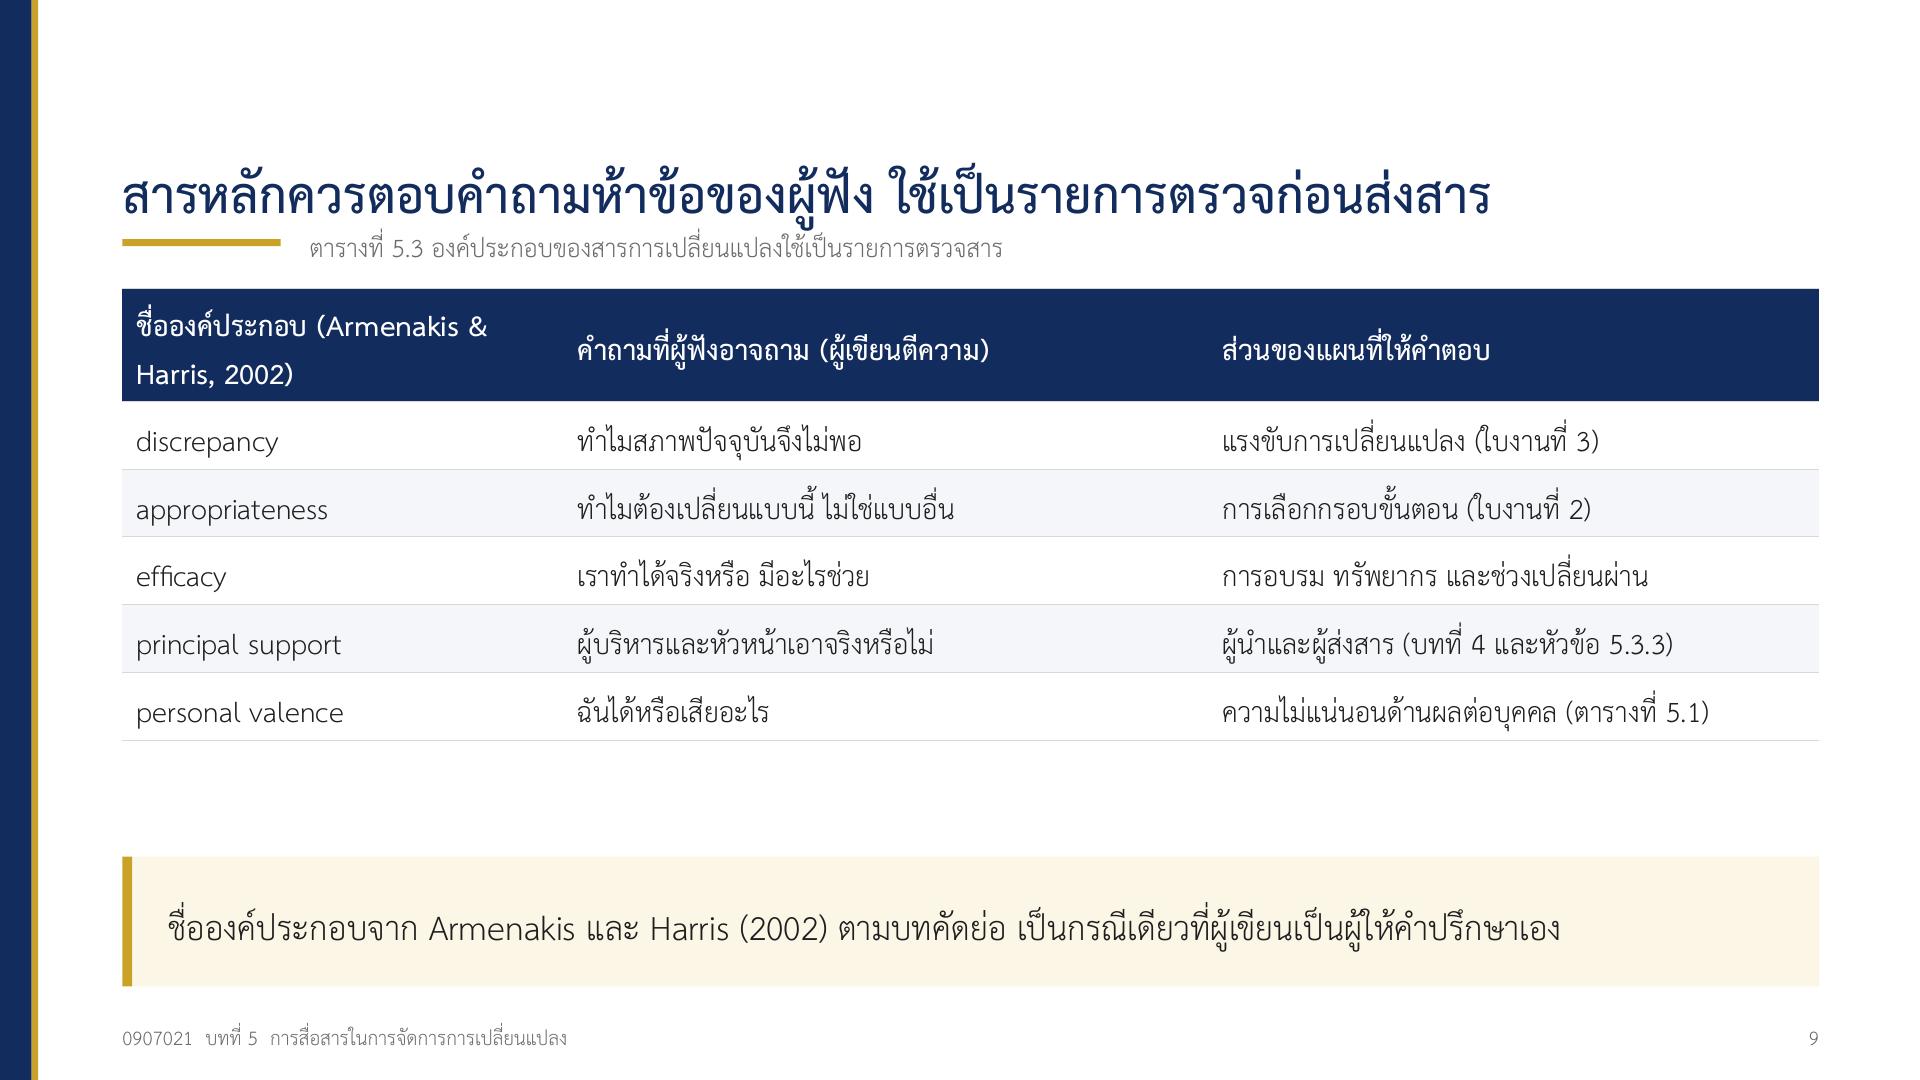 สารหลักควรตอบคำถามห้าข้อของผู้ฟัง ใช้เป็นรายการตรวจก่อนส่งสาร
ตารางที่ 5.3 องค์ประกอบของสารการเปลี่ยนแปลงใช้เป็นรายการตรวจสาร
ชื่อองค์ประกอบ (Armenakis &
Harris, 2002)
คำถามที่ผู้ฟังอาจถาม (ผู้เขียนตีความ)
ส่วนของแผนที่ให้คำตอบ
discrepancy
ทำไมสภาพปัจจุบันจึงไม่พอ
แรงขับการเปลี่ยนแปลง (ใบงานที่ 3)
appropriateness
ทำไมต้องเปลี่ยนแบบนี้ ไม่ใช่แบบอื่น
การเลือกกรอบขั้นตอน (ใบงานที่ 2)
efficacy
เราทำได้จริงหรือ มีอะไรช่วย
การอบรม ทรัพยากร และช่วงเปลี่ยนผ่าน
principal support
ผู้บริหารและหัวหน้าเอาจริงหรือไม่
ผู้นำและผู้ส่งสาร (บทที่ 4 และหัวข้อ 5.3.3)
personal valence
ฉันได้หรือเสียอะไร
ความไม่แน่นอนด้านผลต่อบุคคล (ตารางที่ 5.1)
ชื่อองค์ประกอบจาก Armenakis และ Harris (2002) ตามบทคัดย่อ เป็นกรณีเดียวที่ผู้เขียนเป็นผู้ให้คำปรึกษาเอง
0907021 บทที่ 5 การสื่อสารในการจัดการการเปลี่ยนแปลง
9